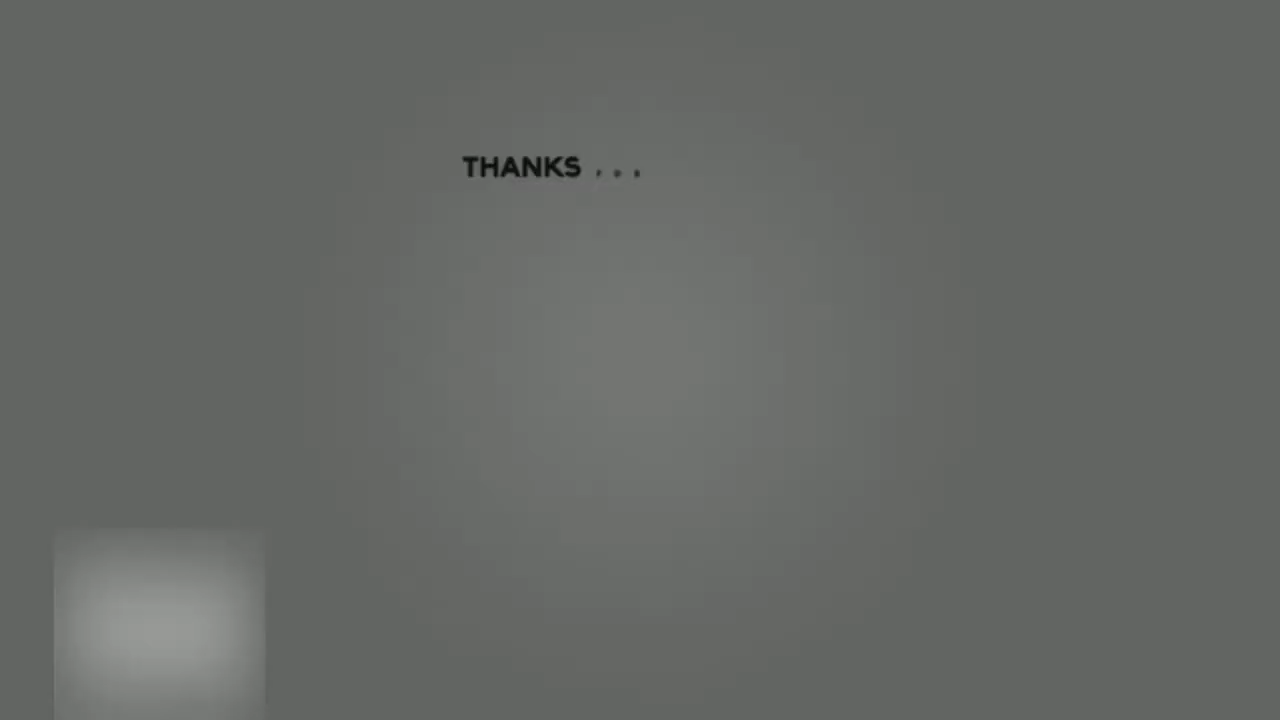 THANKS . . .